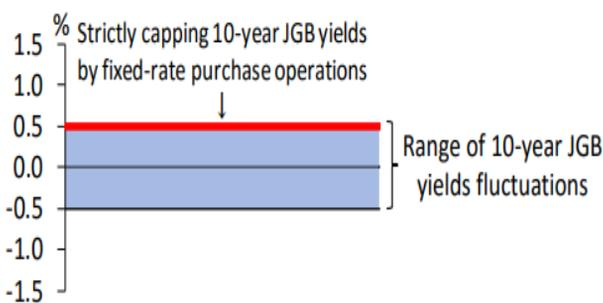 %
Strictly capping 10-year JGB yields
by fixed-rate purchase operations
1.5
1.0
0.5
0.0
-0.5
-1.0
-1.5
Range of 10-year JGB
yields fluctuations